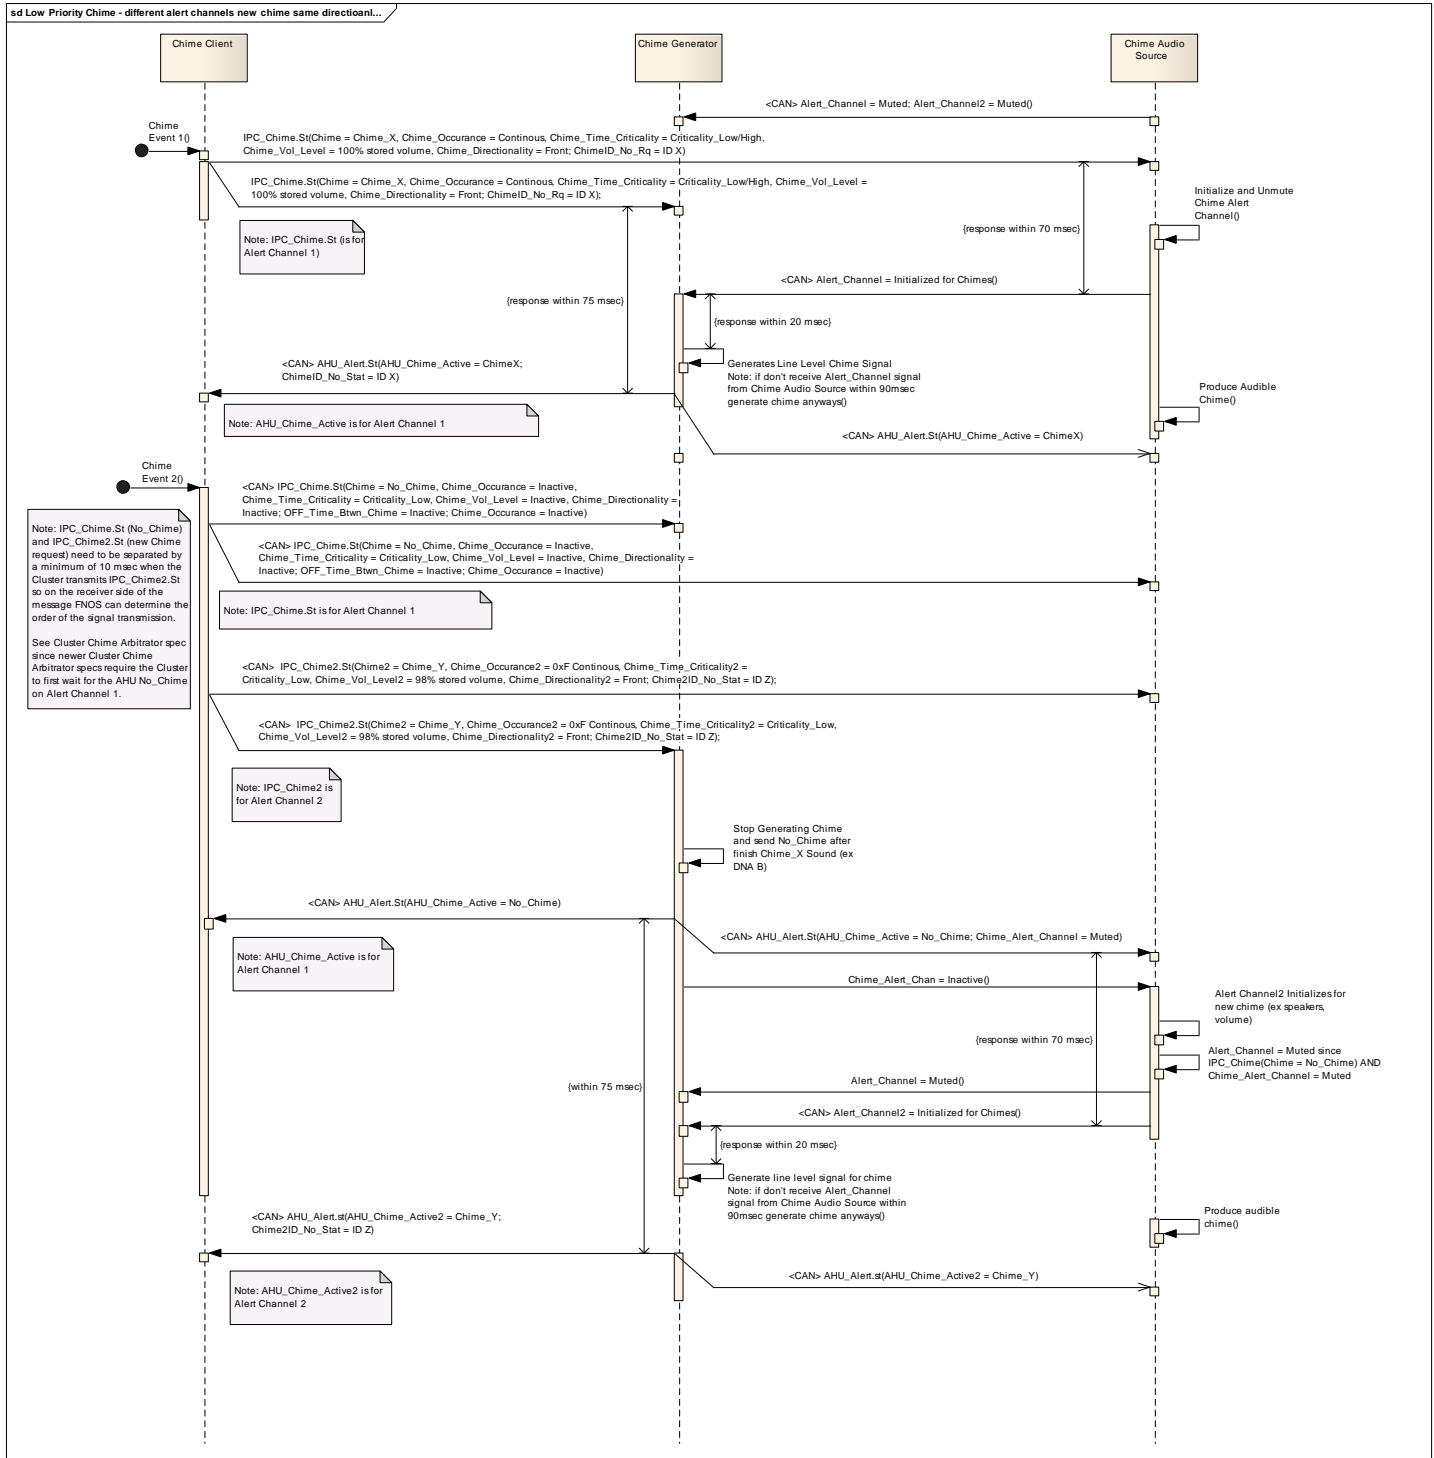 sd Low Priority Chime - different alert channels new chime same directioanl...
Chime Client
Chime Generator
Chime Audio
Source
<CAN> Alert_Channel = Muted; Alert_Channel2 = Muted()
Chime
Event 1()
IPC_Chime.St(Chime = Chime_X, Chime_Occurance = Continous, Chime_Time_Criticality = Criticality_Low/High,
Chime_Vol_Level = 100% stored volume, Chime_Directionality = Front; ChimeID_No_Rq = ID X)
IPC_Chime.St(Chime = Chime_X, Chime_Occurance = Continous, Chime_Time_Criticality = Criticality_Low/High, Chime_Vol_Level =
100% stored volume, Chime_Directionality = Front; ChimeID_No_Rq = ID X);
Initialize and Unmute
Chime Alert
Channel()
Note: IPC_Chime.St (is for
Alert Channel 1)
{response within 70 msec}
<CAN> Alert_Channel = Initialized for Chimes()
{response within 75 msec}
{response within 20 msec}
<CAN> AHU_Alert.St(AHU_Chime_Active = ChimeX;
ChimeID_No_Stat = ID X)
Generates Line Level Chime Signal
Note: if don't receive Alert_Channel signal
from Chime Audio Source within 90msec
generate chime anyways()
Produce Audible
Chime()
Note: AHU_Chime_Active is for Alert Channel 1
<CAN> AHU_Alert.St(AHU_Chime_Active = ChimeX)
Chime
Event 2()
<CAN> IPC_Chime.St(Chime = No_Chime, Chime_Occurance = Inactive,
Chime_Time_Criticality = Criticality_Low, Chime_Vol_Level = Inactive, Chime_Directionality =
Inactive; OFF_Time_Btwn_Chime = Inactive; Chime_Occurance = Inactive)
Note: IPC_Chime.St (No_Chime)
and IPC_Chime2.St (new Chime
request) need to be separated by
a minimum of 10 msec when the
Cluster transmits IPC_Chime2.St
so on the receiver side of the
message FNOS can determine the
order of the signal transmission.
See Cluster Chime Arbitrator spec
since newer Cluster Chime
Arbitrator specs require the Cluster
to first wait for the AHU No_Chime
on Alert Channel 1.
<CAN> IPC_Chime.St(Chime = No_Chime, Chime_Occurance = Inactive,
Chime_Time_Criticality = Criticality_Low, Chime_Vol_Level = Inactive, Chime_Directionality =
Inactive; OFF_Time_Btwn_Chime = Inactive; Chime_Occurance = Inactive)
Note: IPC_Chime.St is for Alert Channel 1
<CAN>  IPC_Chime2.St(Chime2 = Chime_Y, Chime_Occurance2 = 0xF Continous, Chime_Time_Criticality2 =
Criticality_Low, Chime_Vol_Level2 = 98% stored volume, Chime_Directionality2 = Front; Chime2ID_No_Stat = ID Z);
<CAN>  IPC_Chime2.St(Chime2 = Chime_Y, Chime_Occurance2 = 0xF Continous, Chime_Time_Criticality2 = Criticality_Low,
Chime_Vol_Level2 = 98% stored volume, Chime_Directionality2 = Front; Chime2ID_No_Stat = ID Z);
Note: IPC_Chime2 is
for Alert Channel 2
Stop Generating Chime
and send No_Chime after
finish Chime_X Sound (ex
DNA B)
<CAN> AHU_Alert.St(AHU_Chime_Active = No_Chime)
<CAN> AHU_Alert.St(AHU_Chime_Active = No_Chime; Chime_Alert_Channel = Muted)
Note: AHU_Chime_Active is for
Alert Channel 1
Chime_Alert_Chan = Inactive()
Alert Channel2 Initializes for
new chime (ex speakers,
volume)
{response within 70 msec}
Alert_Channel = Muted since
IPC_Chime(Chime = No_Chime) AND
Chime_Alert_Channel = Muted
{within 75 msec}
Alert_Channel = Muted()
<CAN> Alert_Channel2 = Initialized for Chimes()
{response within 20 msec}
Generate line level signal for chime
Note: if don't receive Alert_Channel
signal from Chime Audio Source within
90msec generate chime anyways()
<CAN> AHU_Alert.st(AHU_Chime_Active2 = Chime_Y;
Chime2ID_No_Stat = ID Z)
Produce audible
chime()
<CAN> AHU_Alert.st(AHU_Chime_Active2 = Chime_Y)
Note: AHU_Chime_Active2 is for
Alert Channel 2